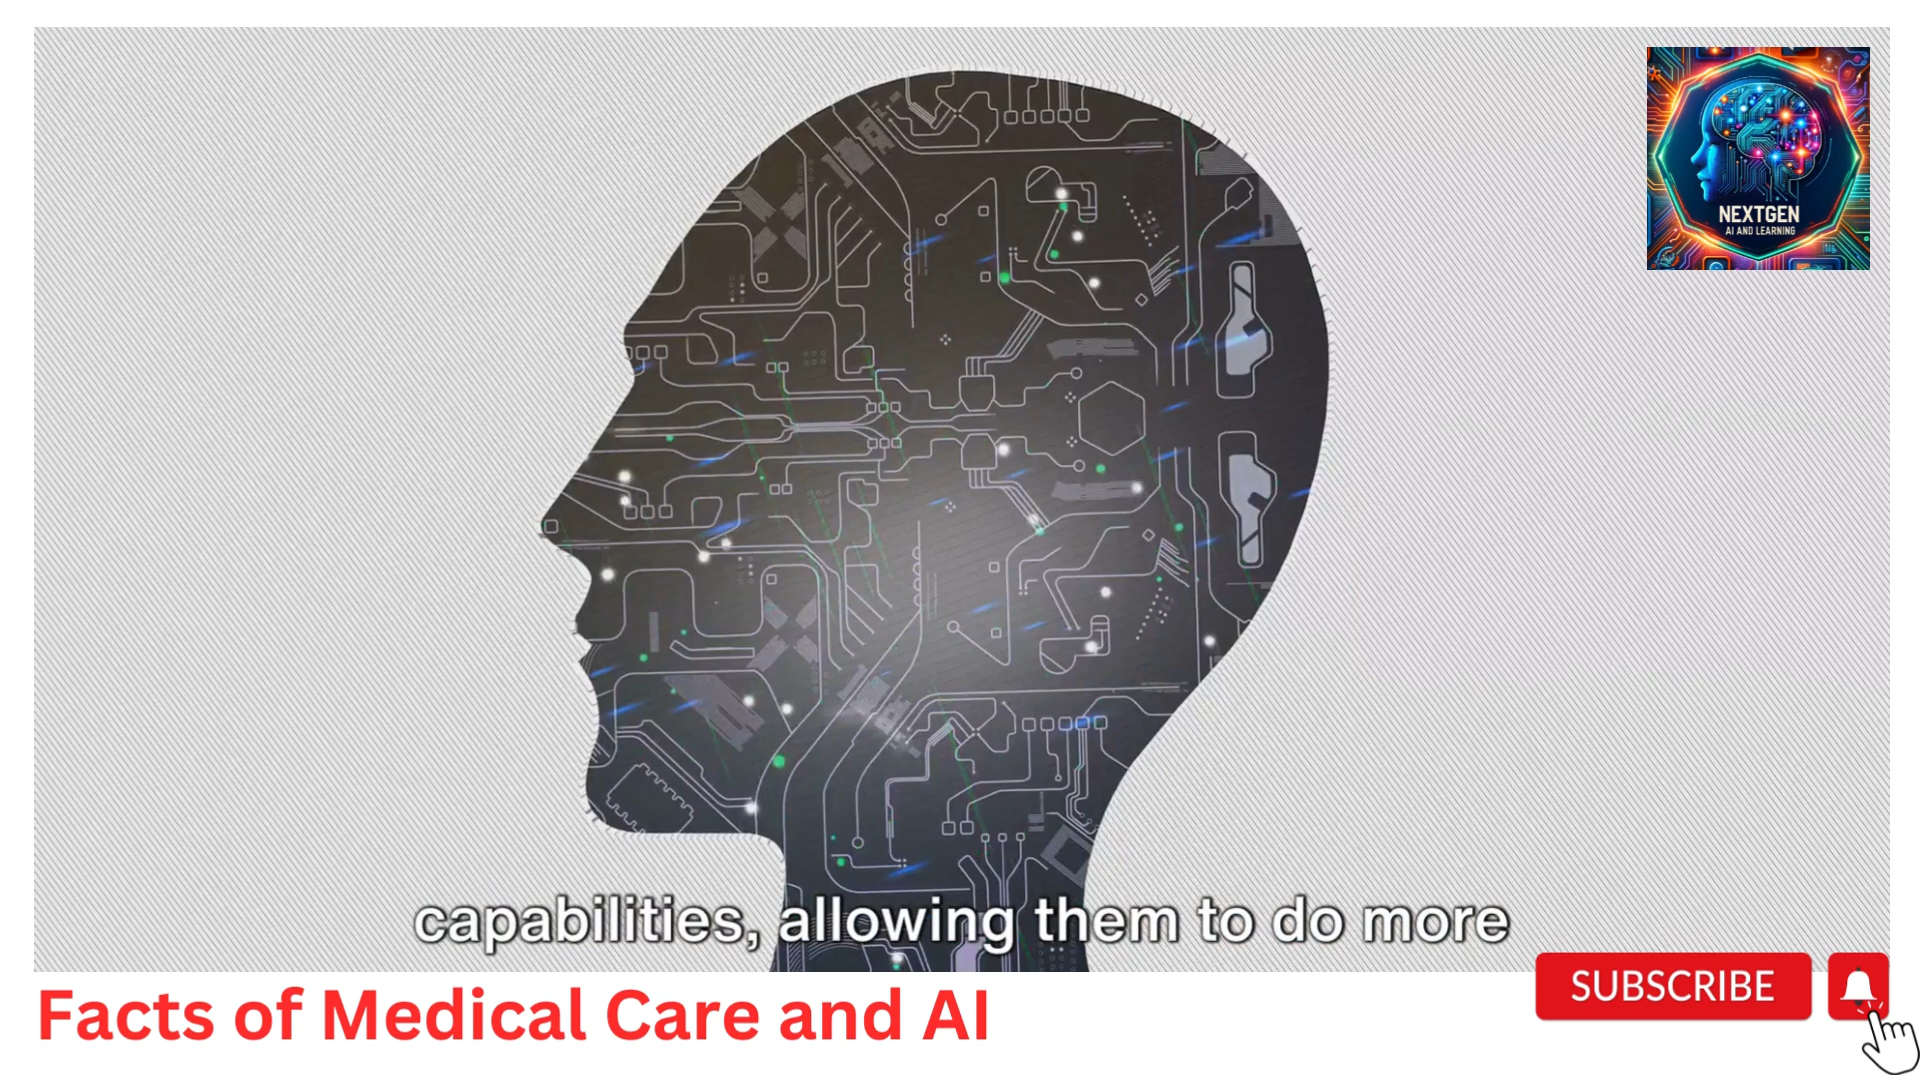 NEXTGEN
AI AND LEARNING
capabilities, allowing them to do more
SUBSCRIBE
Facts of Medical Care and AI